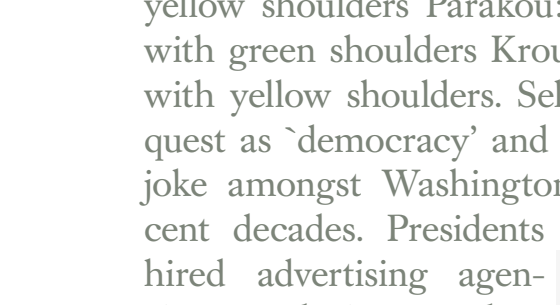 yellow shoulders Parakou:
with green shoulders Krou
with yellow shoulders. Sel
quest as `democracy’ and
joke amongst Washington
cent decades. Presidents
hired advertising agen-